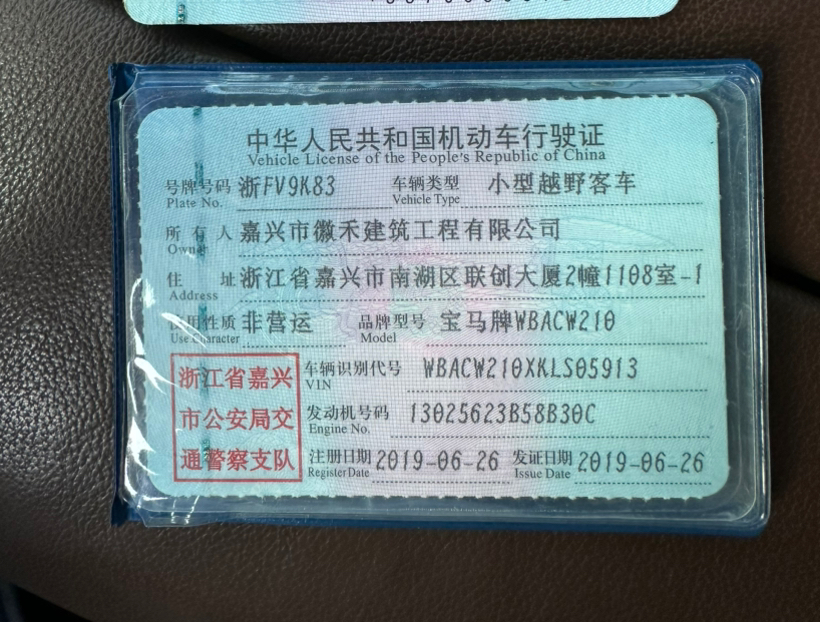 中华人民共和国机动车行驶证
Vehicle License of the People's Republic of China
号牌号码 浙FV9K83 车辆类型 小型越野客车
Plate No. Vehicle Type
所有人 嘉兴市徽禾建筑工程有限公司
Owner
住址 浙江省嘉兴市南湖区联创大厦2幢1108室-1
Address
使用性质 非营运 品牌型号 宝马牌WBACW210
Use Character Model
浙江省嘉兴
市公安局交
通警察支队
车辆识别代号 WBACW210XKLS05913
VIN
发动机号码 13025623B58B30C
Engine No.
注册日期 2019-06-26 发证日期 2019-06-26
Register Date Issue Date